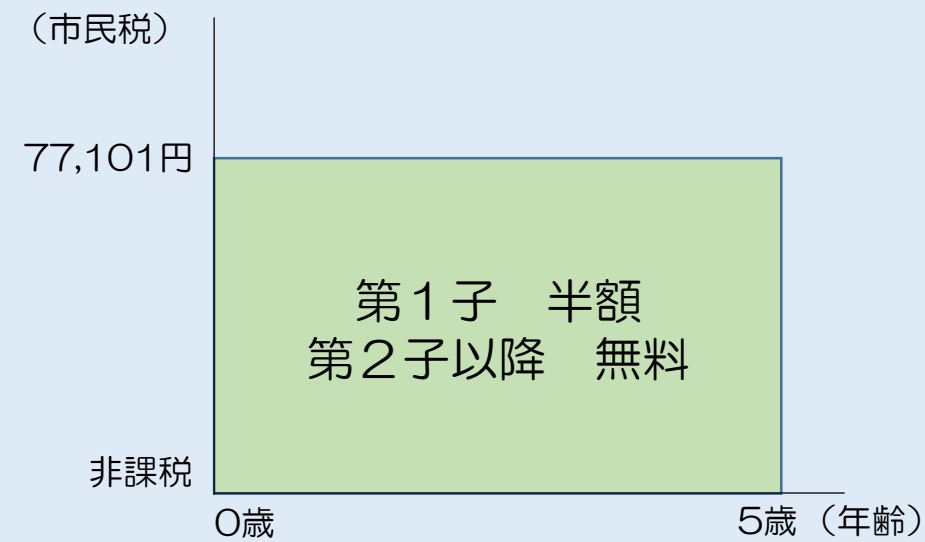 （市民税）
77,101円
第１子　半額
第２子以降　無料
非課税
0歳
5歳（年齢）